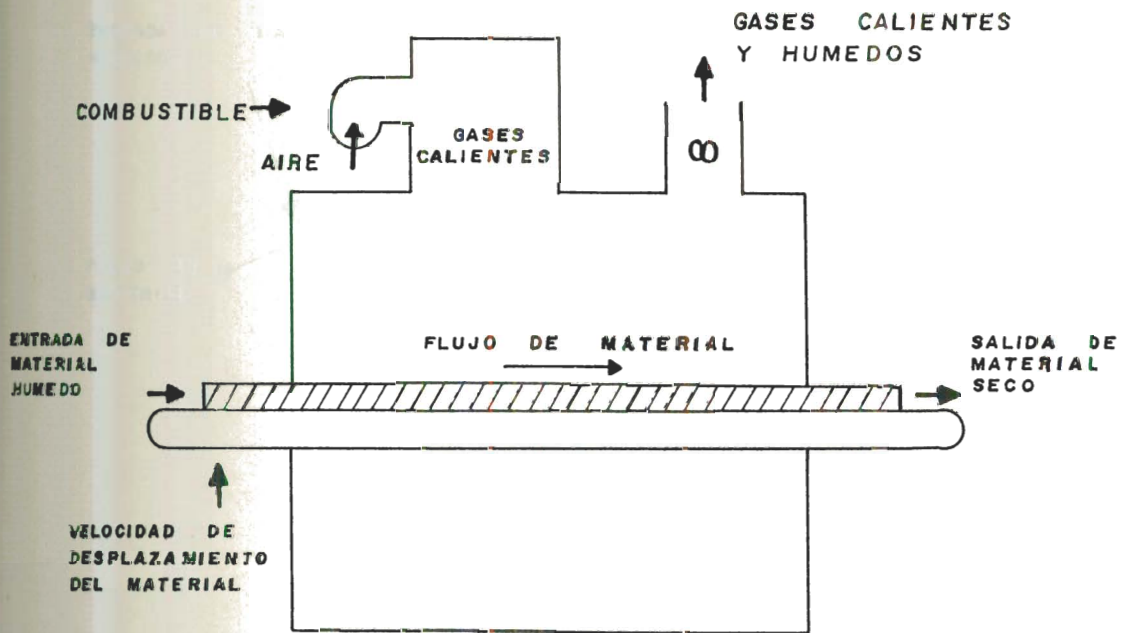 GASES CALIENTES
Y HUMEDOS
COMBUSTIBLE
AIRE
GASES
CALIENTES
ENTRADA DE
MATERIAL
HUMEDO
FLUJO DE MATERIAL
SALIDA DE
MATERIAL
SECO
VELOCIDAD DE
DESPLAZAMIENTO
DEL MATERIAL